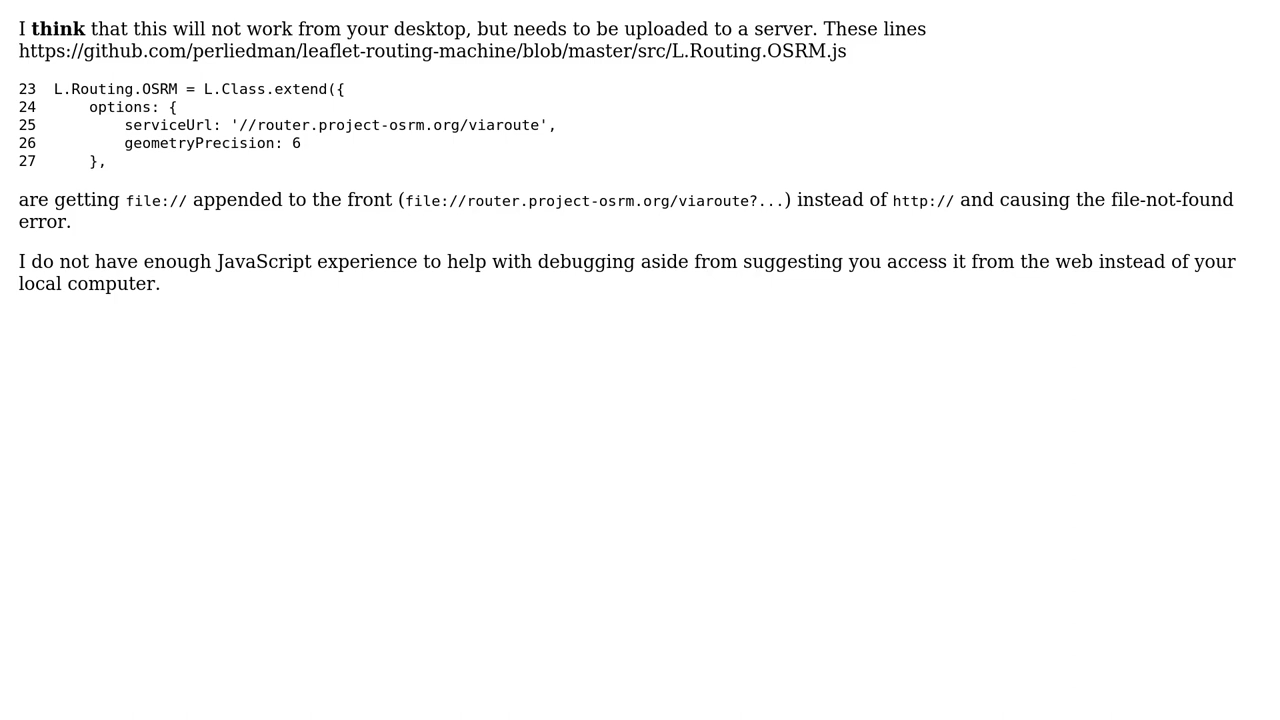 I think that this will not work from your desktop, but needs to be uploaded to a server. These lines
https://github.com/perliedman/leaflet-routing-machine/blob/master/src/L.Routing.OSRM.js
23  L.Routing.OSRM = L.Class.extend({
24      options: {
25          serviceUrl: '//router.project-osrm.org/viaroute',
26          geometryPrecision: 6
27      },
are getting file:// appended to the front (file://router.project-osrm.org/viaroute?...) instead of http:// and causing the file-not-found
error.
I do not have enough JavaScript experience to help with debugging aside from suggesting you access it from the web instead of your
local computer.